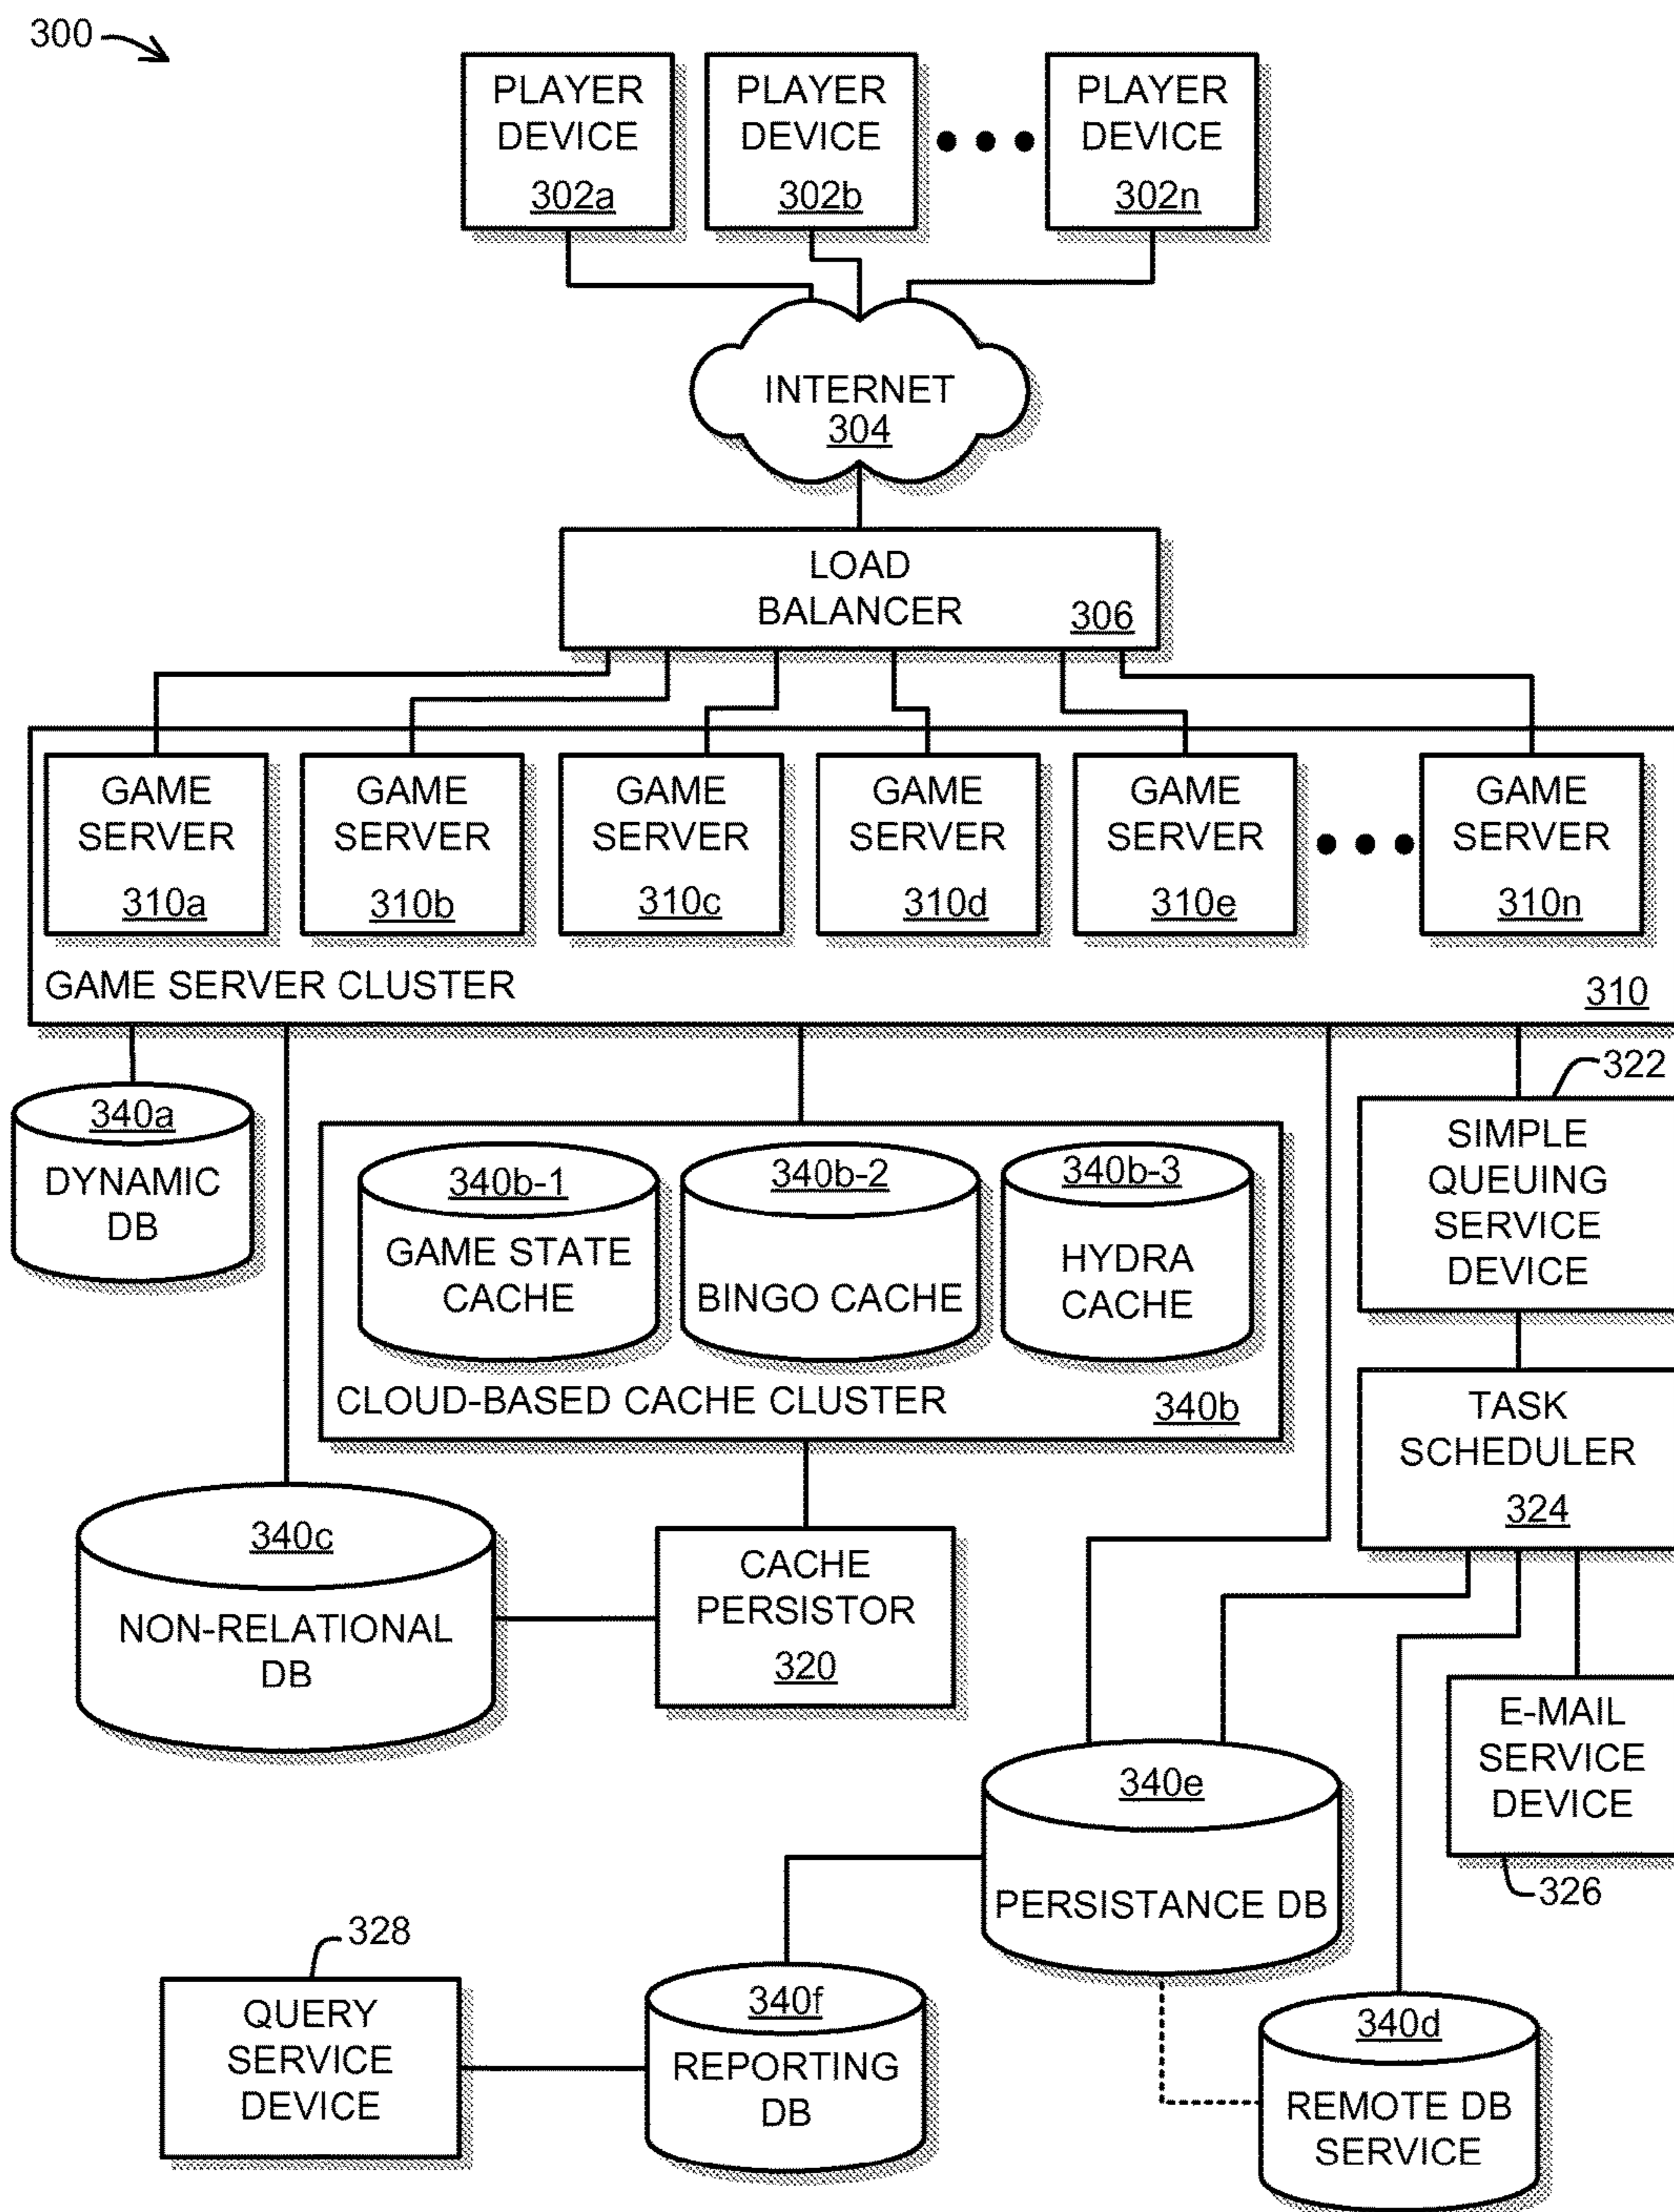 300
PLAYER
DEVICE
302a
PLAYER
DEVICE
302b
PLAYER
DEVICE
302n
INTERNET
304
LOAD
BALANCER
306
GAME
SERVER
310a
GAME
SERVER
310b
GAME
SERVER
310c
GAME
SERVER
310d
GAME
SERVER
310e
GAME
SERVER
310n
GAME SERVER CLUSTER
310
340a
DYNAMIC
DB
340b-1
GAME STATE
CACHE
340b-2
BINGO CACHE
340b-3
HYDRA
CACHE
CLOUD-BASED CACHE CLUSTER
340b
322
SIMPLE
QUEUING
SERVICE
DEVICE
TASK
SCHEDULER
324
340c
NON-RELATIONAL
DB
CACHE
PERSISTOR
320
E-MAIL
SERVICE
DEVICE
326
340e
PERSISTANCE DB
328
QUERY
SERVICE
DEVICE
340f
REPORTING
DB
340d
REMOTE DB
SERVICE